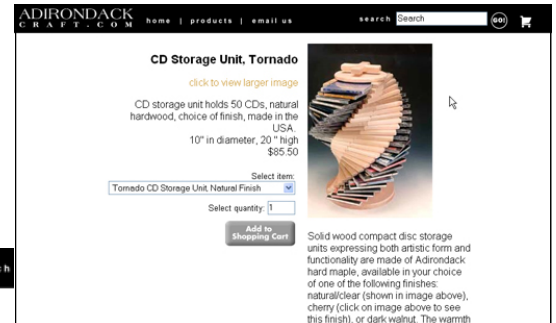 ADIRONDACK
CRAFT.COM
home | products | email us
search Search GO!
CD Storage Unit, Tornado
click to view larger image
CD storage unit holds 50 CDs, natural
hardwood, choice of finish, made in the
USA.
10" in diameter, 20 " high
$85.50
Select item:
Tornado CD Storage Unit, Natural Finish
Select quantity: 1
Add to
Shopping Cart
Solid wood compact disc storage
units expressing both artistic form and
functionality are made of Adirondack
hard maple, available in your choice
of one of the following finishes:
natural/clear (shown in image above),
cherry (click on image above to see
this finish), or dark walnut. The warmth